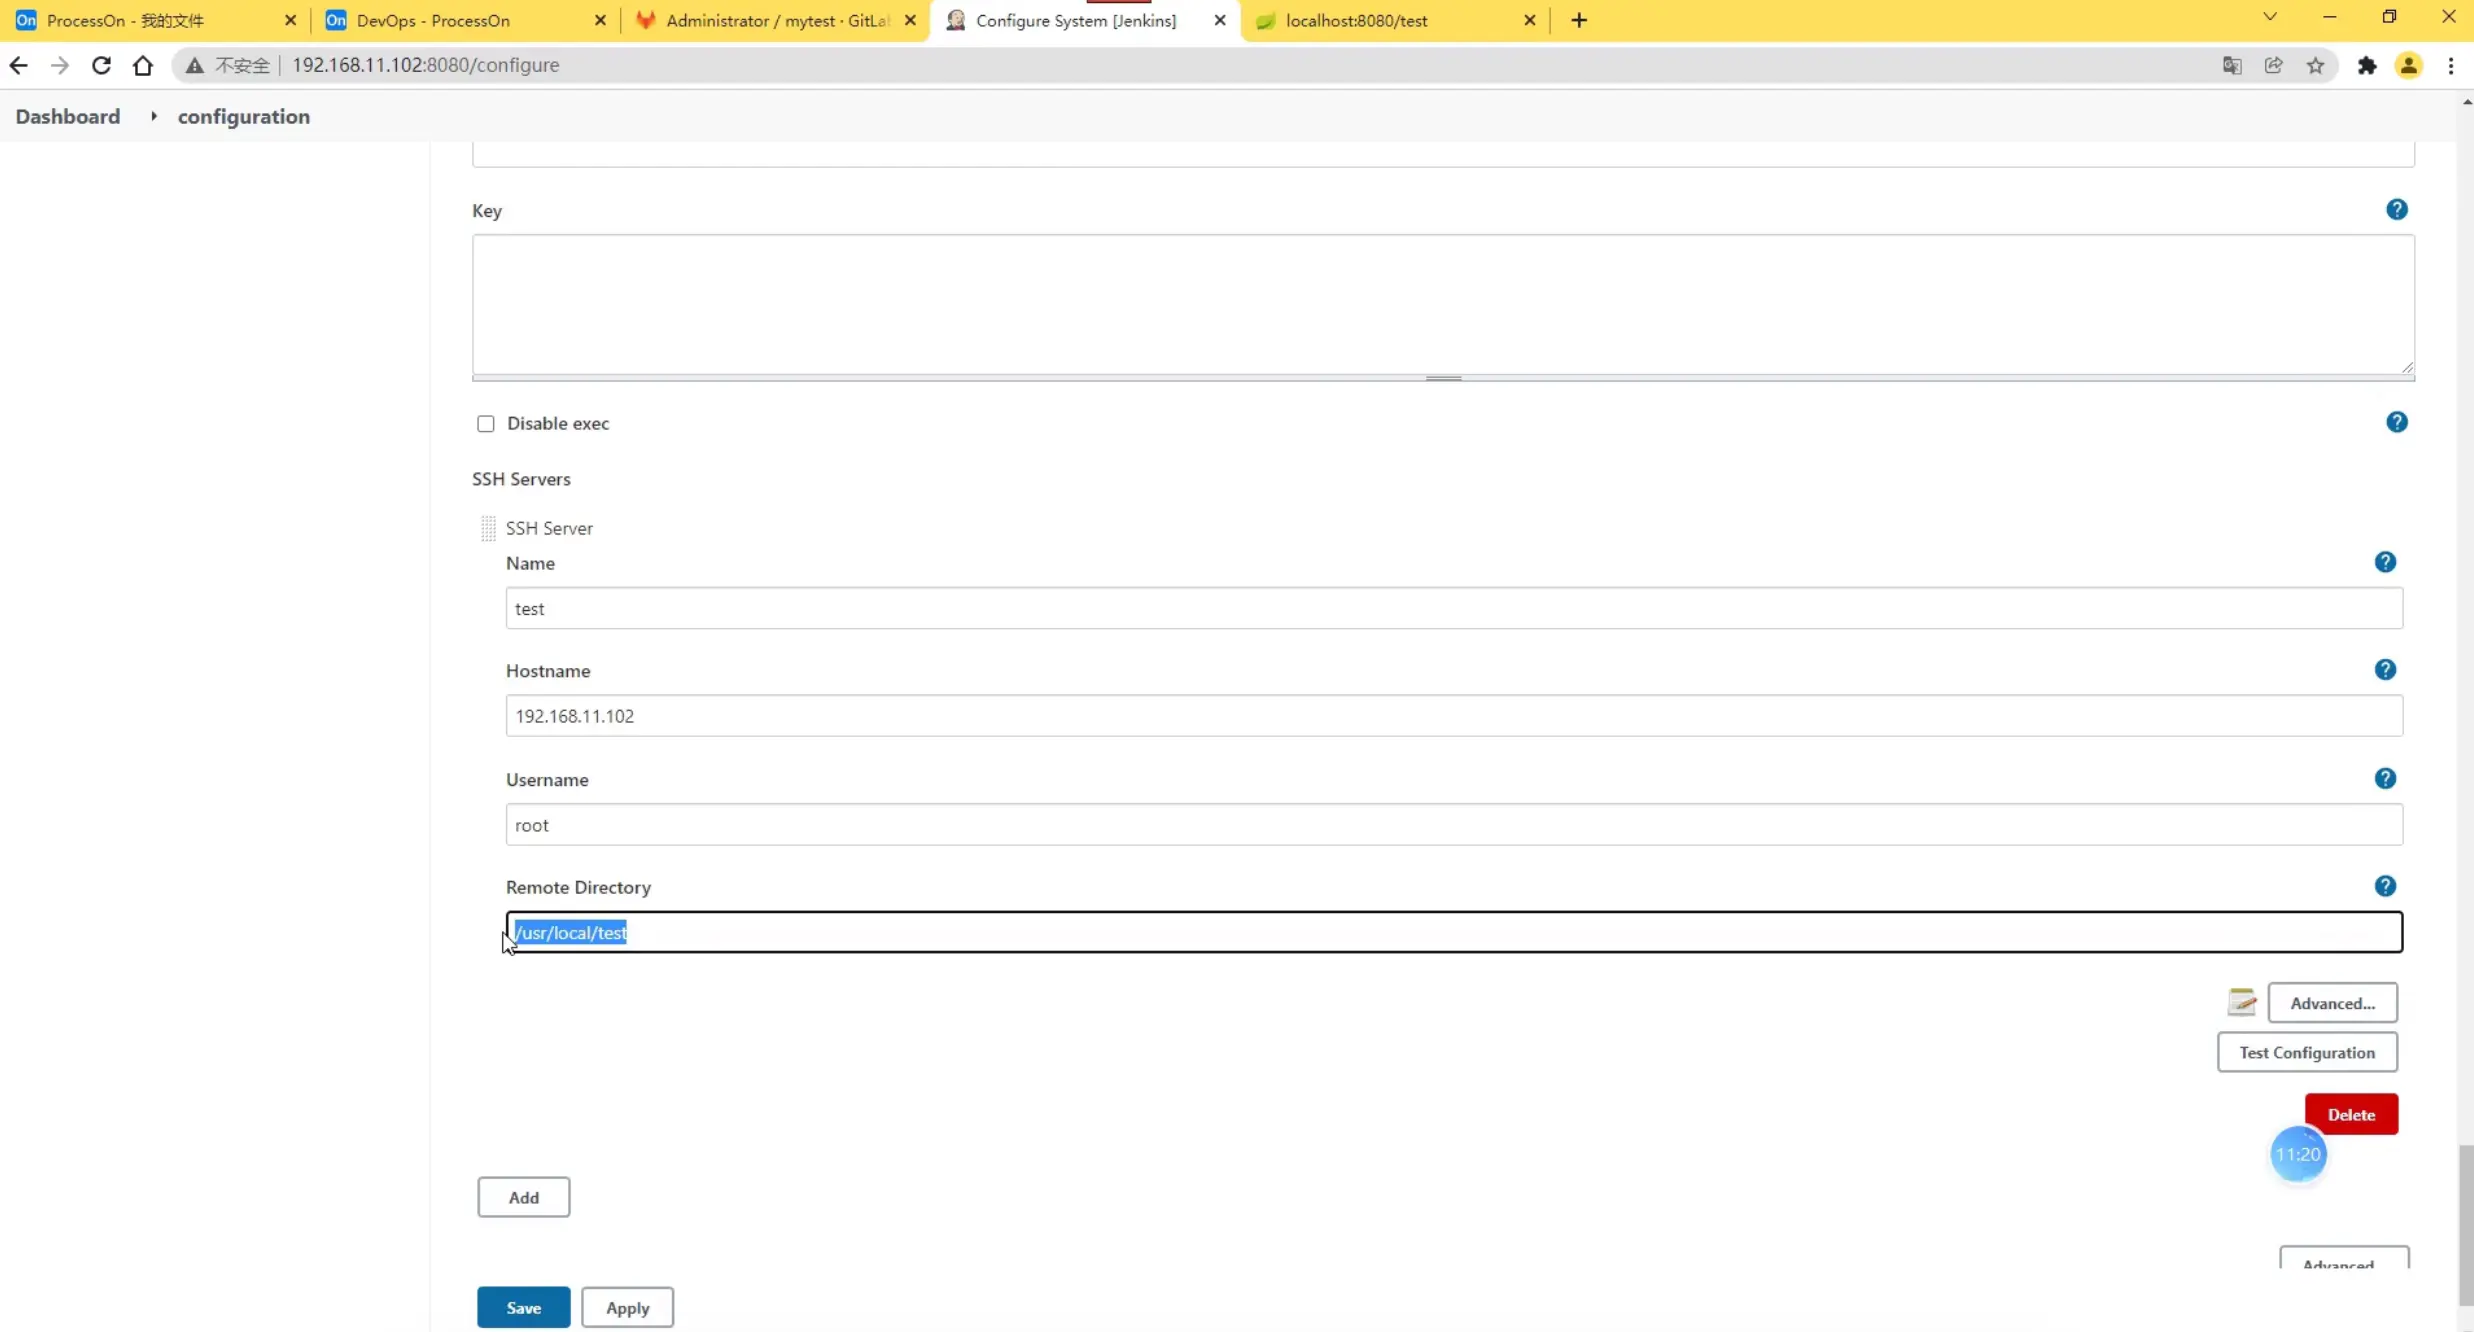 On ProcessOn - 我的文件
On DevOps - ProcessOn
Administrator / mytest · GitLa
Configure System [Jenkins]
localhost:8080/test
不安全 192.168.11.102:8080/configure
Dashboard configuration
Key
Disable exec
SSH Servers
SSH Server
Name
test
Hostname
192.168.11.102
Username
root
Remote Directory
/usr/local/test
Advanced...
Test Configuration
Delete
11:20
Add
Advanced
Save Apply